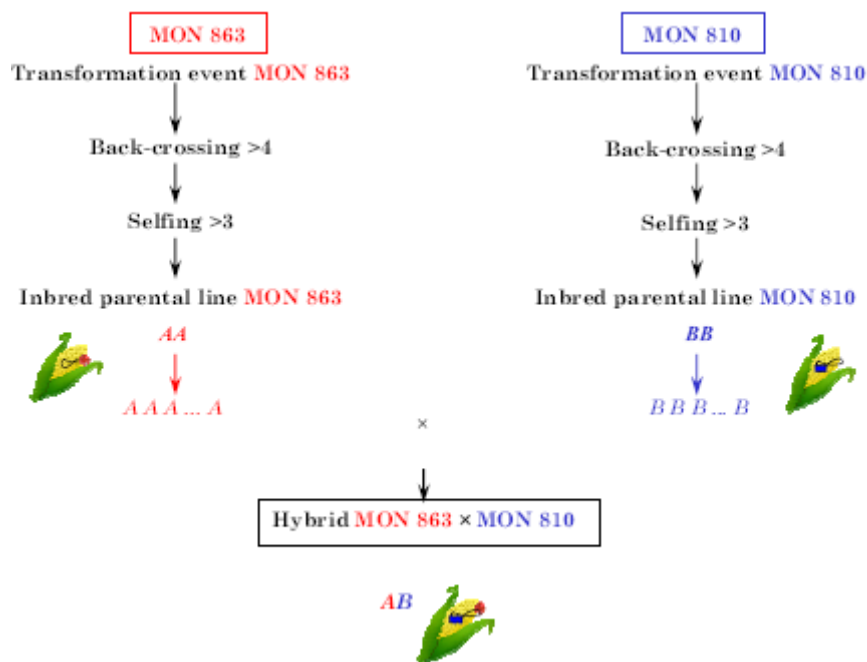 MON 863
Transformation event MON 863
Back-crossing >4
Selfing >3
Inbred parental line MON 863
AA
A A A ... A
MON 810
Transformation event MON 810
Back-crossing >4
Selfing >3
Inbred parental line MON 810
BB
B B B ... B
×
Hybrid MON 863 × MON 810
AB